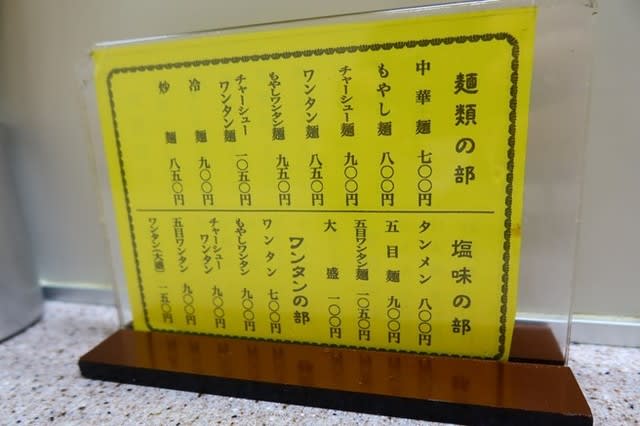 麺類の部
中華麺 七〇〇円
もやし麺 八〇〇円
チャーシュー麺 九〇〇円
ワンタン麺 八五〇円
もやしワンタン麺 九五〇円
チャーシューワンタン麺 一〇五〇円
冷麺 九〇〇円
炒麺 八五〇円
塩味の部
タンメン 八〇〇円
五目麺 九〇〇円
五目ワンタン麺 一〇五〇円
大盛 一〇〇円
ワンタンの部
ワンタン 七〇〇円
もやしワンタン 九〇〇円
チャーシューワンタン 九〇〇円
五目ワンタン 九〇〇円
ワンタン(大盛) 一五〇円